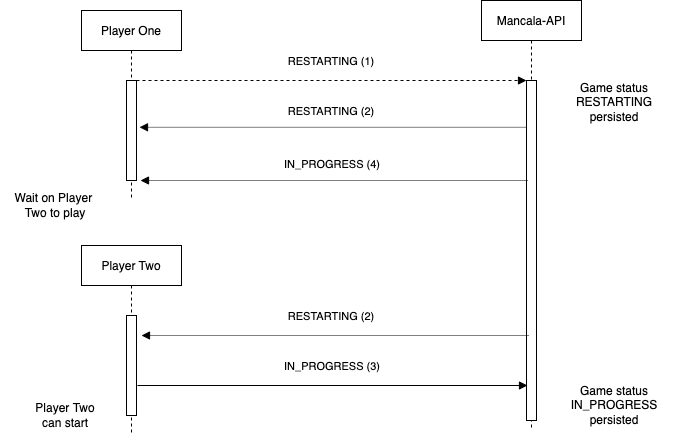 Player One
Mancala-API
RESTARTING (1)
Game status
RESTARTING
persisted
RESTARTING (2)
IN_PROGRESS (4)
Wait on Player
Two to play
Player Two
RESTARTING (2)
IN_PROGRESS (3)
Game status
IN_PROGRESS
persisted
Player Two
can start